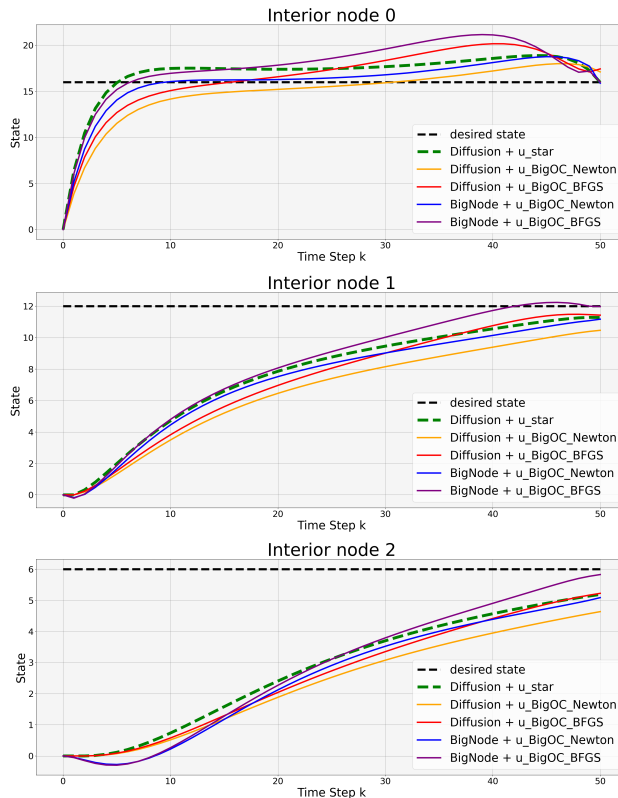 Interior node 0
20
15
10
5
0
State
desired state
Diffusion + u_star
Diffusion + u_BigOC_Newton
Diffusion + u_BigOC_BFGS
BigNode + u_BigOC_Newton
BigNode + u_BigOC_BFGS
0 10 20 30 40 50
Time Step k
Interior node 1
12
10
8
6
4
2
0
State
desired state
Diffusion + u_star
Diffusion + u_BigOC_Newton
Diffusion + u_BigOC_BFGS
BigNode + u_BigOC_Newton
BigNode + u_BigOC_BFGS
0 10 20 30 40 50
Time Step k
Interior node 2
6
5
4
3
2
1
0
State
desired state
Diffusion + u_star
Diffusion + u_BigOC_Newton
Diffusion + u_BigOC_BFGS
BigNode + u_BigOC_Newton
BigNode + u_BigOC_BFGS
0 10 20 30 40 50
Time Step k